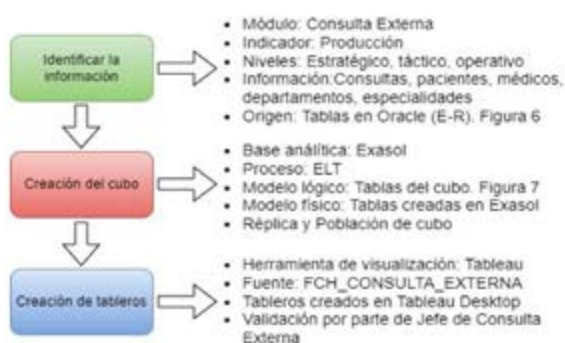 Identificar la
información
• Módulo: Consulta Externa
• Indicador: Producción
• Niveles: Estratégico, táctico, operativo
• Información:Consultas, pacientes, médicos,
departamentos, especialidades
• Origen: Tablas en Oracle (E-R). Figura 6
Creación del cubo
• Base análítica: Exasol
• Proceso: ELT
• Modelo lógico: Tablas del cubo. Figura 7
• Modelo físico: Tablas creadas en Exasol
• Réplica y Población de cubo
Creación de tableros
• Herramienta de visualización: Tableau
• Fuente: FCH_CONSULTA_EXTERNA
• Tableros creados en Tableau Desktop
• Validación por parte de Jefe de Consulta
Externa